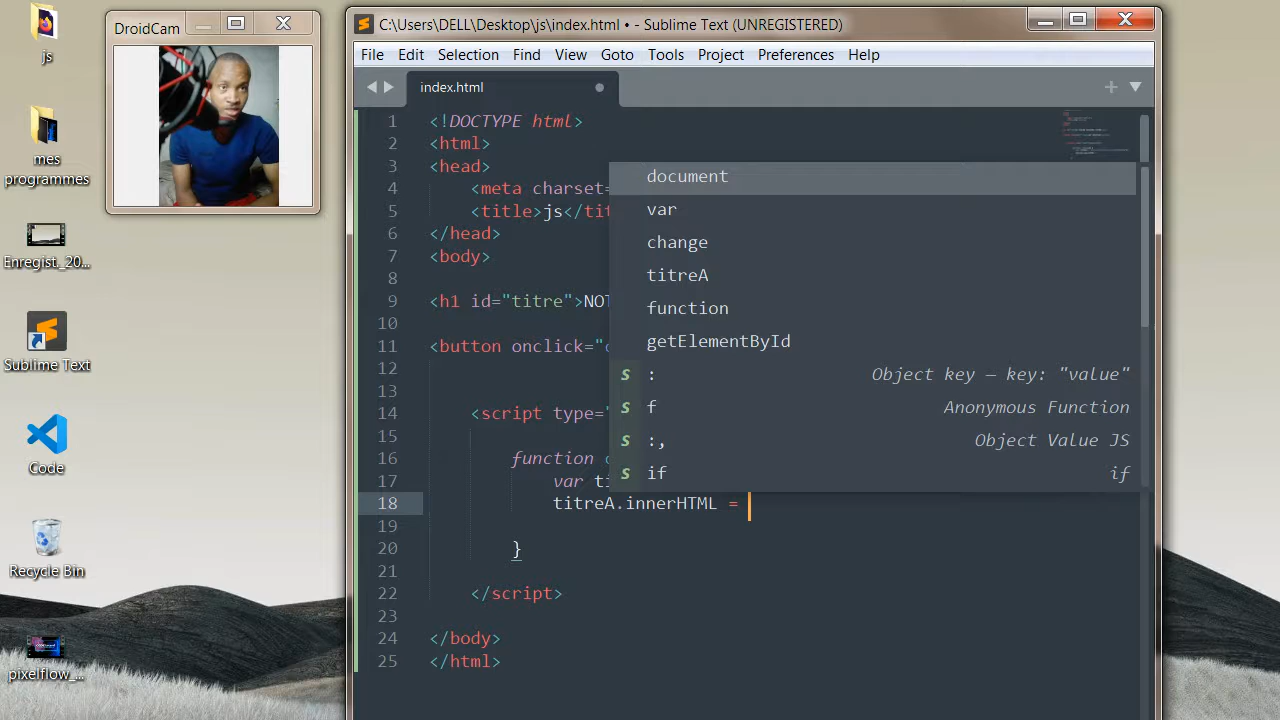 js
mes
programmes
Enregist._20...
Sublime Text
Code
Recycle Bin
pixelflow_...
DroidCam
C:\Users\DELL\Desktop\js\index.html • - Sublime Text (UNREGISTERED)
File Edit Selection Find View Goto Tools Project Preferences Help
index.html
1 <!DOCTYPE html>
2 <html>
3 <head>
4 <meta charset=
5 <title>js</tit
6 </head>
7 <body>
8
9 <h1 id="titre">NOT
10
11 <button onclick="c
12
13
14 <script type="
15
16 function c
17 var ti
18 titreA.innerHTML =
19
20 }
21
22 </script>
23
24 </body>
25 </html>
document
var
change
titreA
function
getElementById
s : Object key — key: "value"
s f Anonymous Function
s :, Object Value JS
s if if